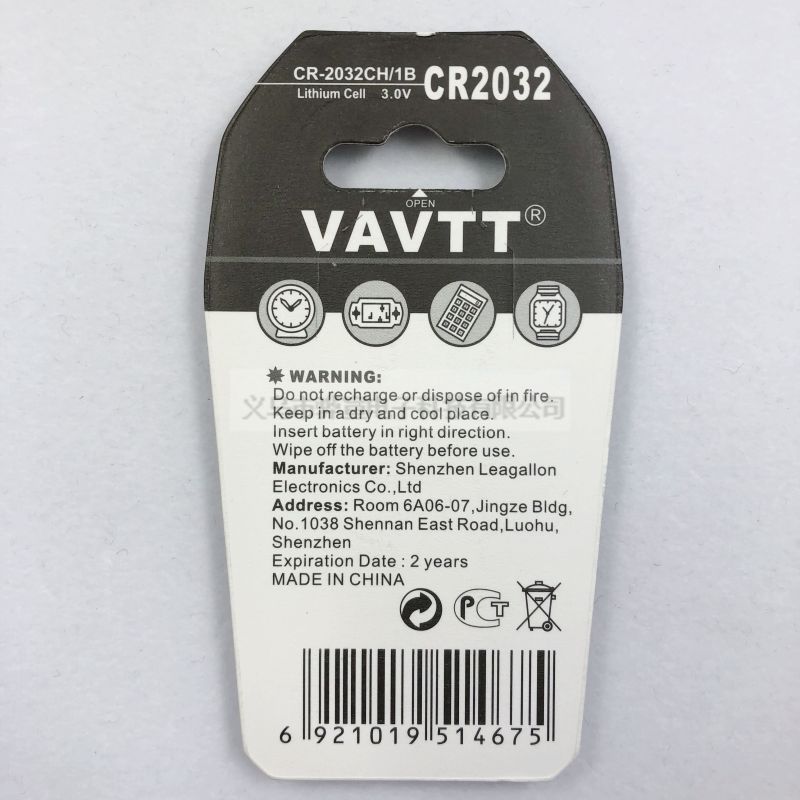 CR-2032CH/1B
CR2032
Lithium Cell 3.0V
OPEN
VAVTT®
WARNING:
Do not recharge or dispose of in fire.
Keep in a dry and cool place.
Insert battery in right direction.
Wipe off the battery before use.
Manufacturer: Shenzhen Leagallon
Electronics Co.,Ltd
Address: Room 6A06-07,Jingze Bldg,
No.1038 Shennan East Road,Luohu,
Shenzhen
Expiration Date : 2 years
MADE IN CHINA
PCT
6 921019 514675